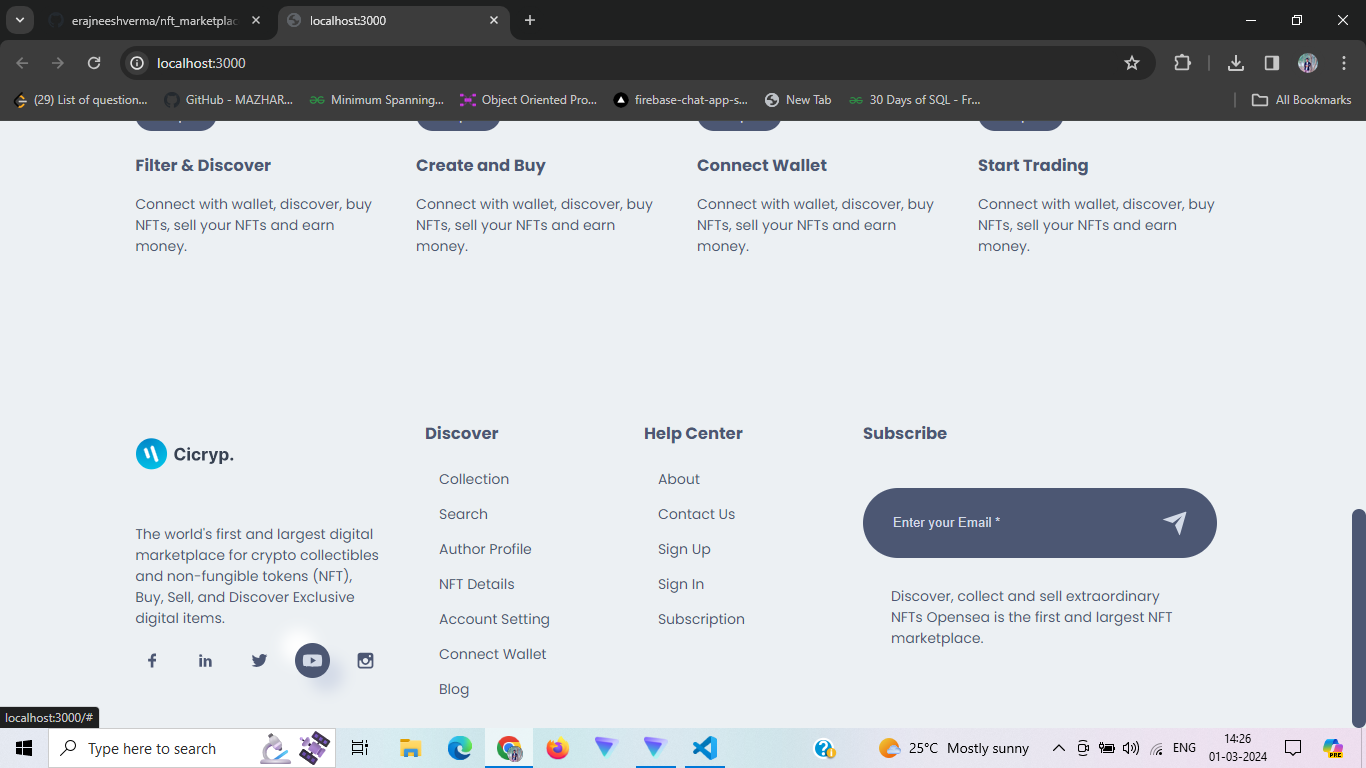 erajneeshverma/nft_marketplac
localhost:3000
localhost:3000
(29) List of question...
GitHub - MAZHAR...
Minimum Spanning...
Object Oriented Pro...
firebase-chat-app-s...
New Tab
30 Days of SQL - Fr...
All Bookmarks
Filter & Discover
Create and Buy
Connect Wallet
Start Trading
Connect with wallet, discover, buy
NFTs, sell your NFTs and earn
money.
Connect with wallet, discover, buy
NFTs, sell your NFTs and earn
money.
Connect with wallet, discover, buy
NFTs, sell your NFTs and earn
money.
Connect with wallet, discover, buy
NFTs, sell your NFTs and earn
money.
Cicryp.
The world's first and largest digital
marketplace for crypto collectibles
and non-fungible tokens (NFT),
Buy, Sell, and Discover Exclusive
digital items.
Discover
Collection
Search
Author Profile
NFT Details
Account Setting
Connect Wallet
Blog
Help Center
About
Contact Us
Sign Up
Sign In
Subscription
Subscribe
Enter your Email *
Discover, collect and sell extraordinary
NFTs Opensea is the first and largest NFT
marketplace.
localhost:3000/#
Type here to search
25°C Mostly sunny
ENG
14:26
01-03-2024
PRE